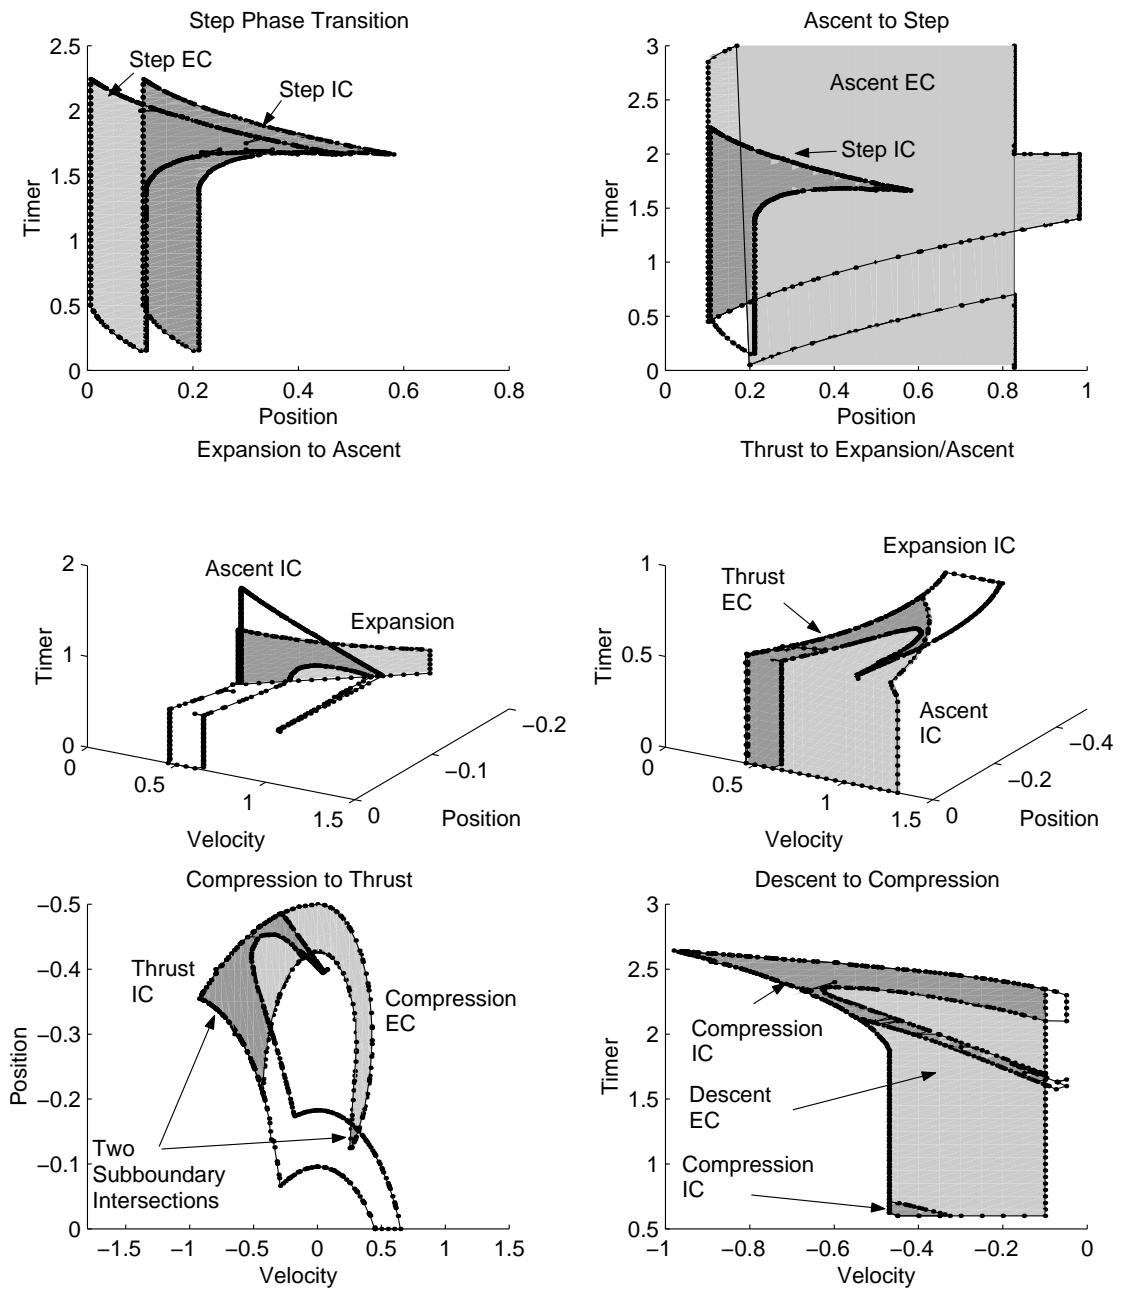 Step Phase Transition
2.5
2
1.5
1
0.5
0
Timer
Step EC
Step IC
0 0.2 0.4 0.6 0.8
Position
Ascent to Step
3
2.5
2
1.5
1
0.5
0
Timer
Ascent EC
Step IC
0 0.2 0.4 0.6 0.8 1
Position
Expansion to Ascent
2
1
0
Timer
Ascent IC
Expansion
0
0.5
1
1.5
Velocity
0
−0.1
−0.2
Position
Thrust to Expansion/Ascent
1
0.5
0
Timer
Expansion IC
Thrust
EC
Ascent
IC
0
0.5
1
1.5
Velocity
0
−0.2
−0.4
Position
Compression to Thrust
−0.5
−0.4
−0.3
−0.2
−0.1
0
Position
Thrust
IC
Compression
EC
Two
Subboundary
Intersections
−1.5 −1 −0.5 0 0.5 1 1.5
Velocity
Descent to Compression
3
2.5
2
1.5
1
0.5
Timer
Compression
IC
Descent
EC
Compression
IC
−1 −0.8 −0.6 −0.4 −0.2 0
Velocity